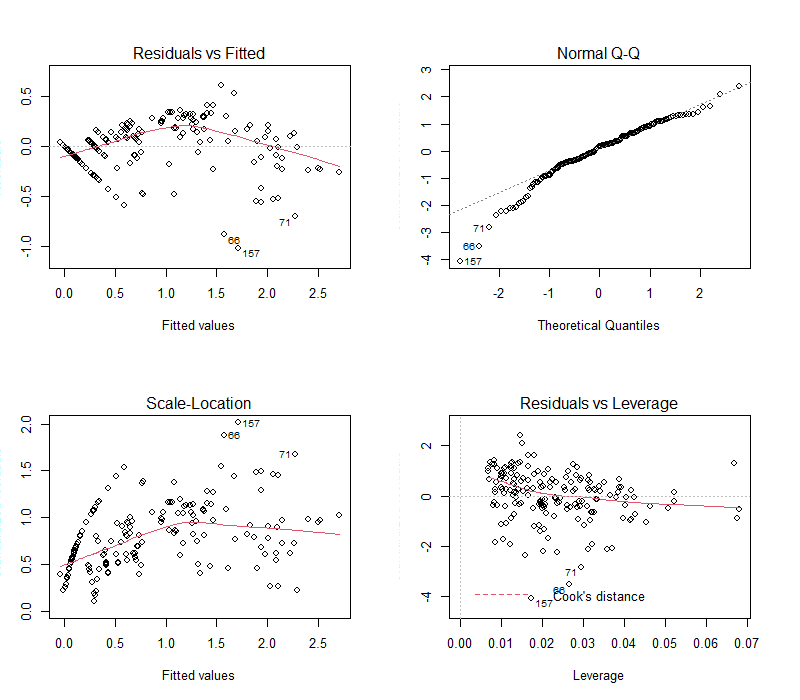 Residuals vs Fitted
0.5
0.0
-0.5
-1.0
71
66
157
0.0 0.5 1.0 1.5 2.0 2.5
Fitted values
Normal Q-Q
3
2
1
0
-1
-2
-3
-4
71
66
157
-2 -1 0 1 2
Theoretical Quantiles
Scale-Location
2.0
1.5
1.0
0.5
0.0
157
66
71
0.0 0.5 1.0 1.5 2.0 2.5
Fitted values
Residuals vs Leverage
2
0
-2
-4
71
66
Cook's distance
157
0.00 0.01 0.02 0.03 0.04 0.05 0.06 0.07
Leverage